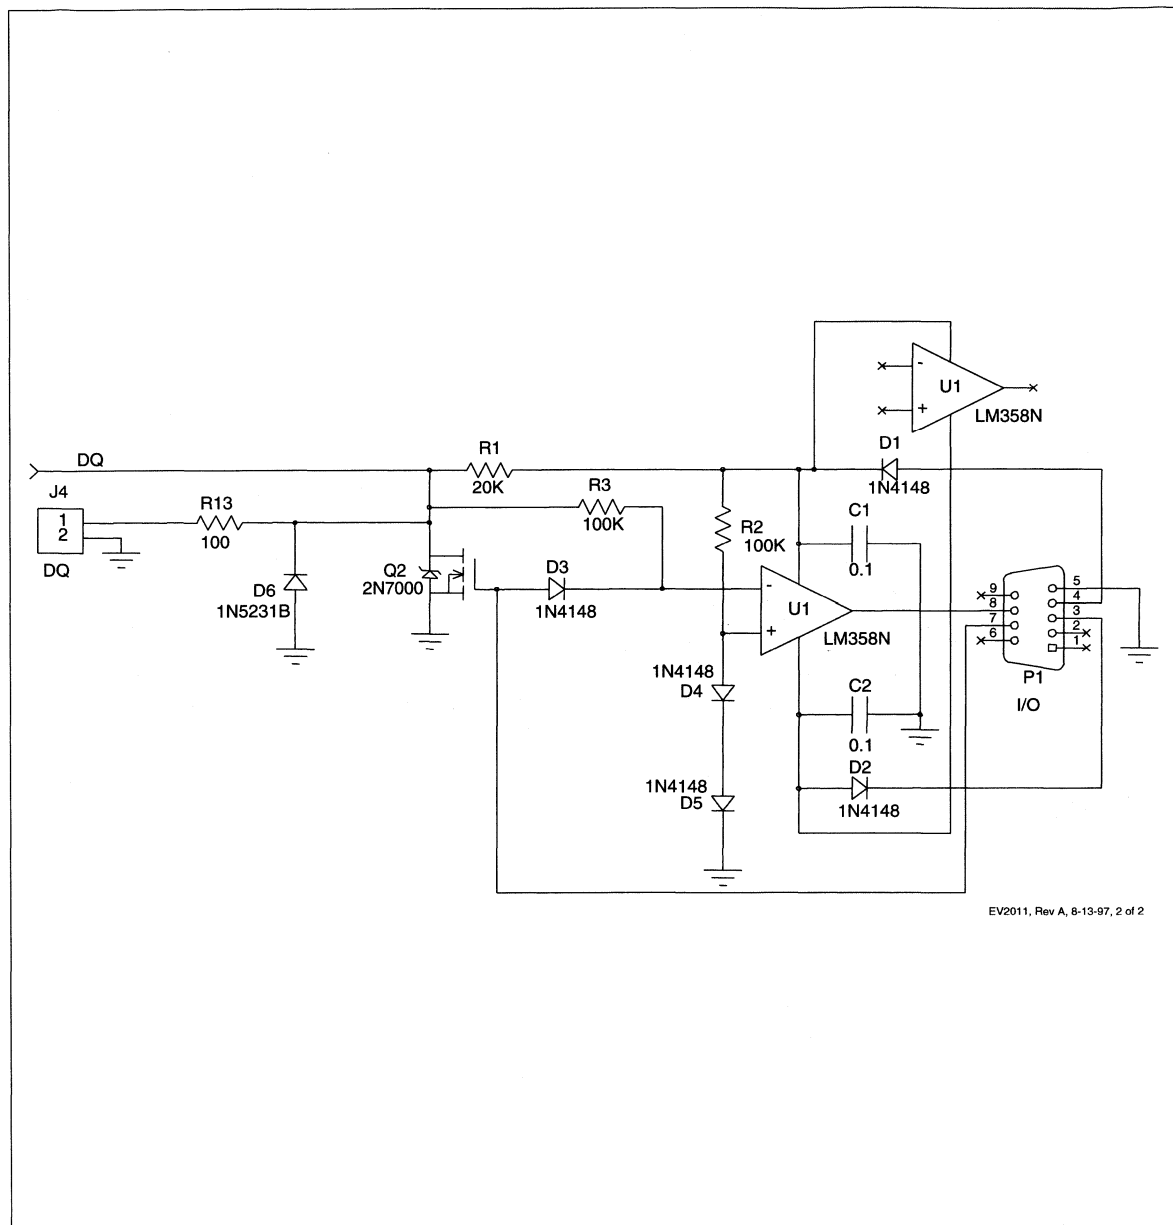 -
U1
+
LM358N
D1
1N4148
DQ
R1
20K
J4
1
2
DQ
R13
100
R3
100K
R2
100K
C1
0.1
D6
1N5231B
Q2
2N7000
D3
1N4148
-
U1
+
LM358N
9
8
7
6
5
4
3
2
1
P1
I/O
1N4148
D4
C2
0.1
D2
1N4148
1N4148
D5
EV2011, Rev A, 8-13-97, 2 of 2